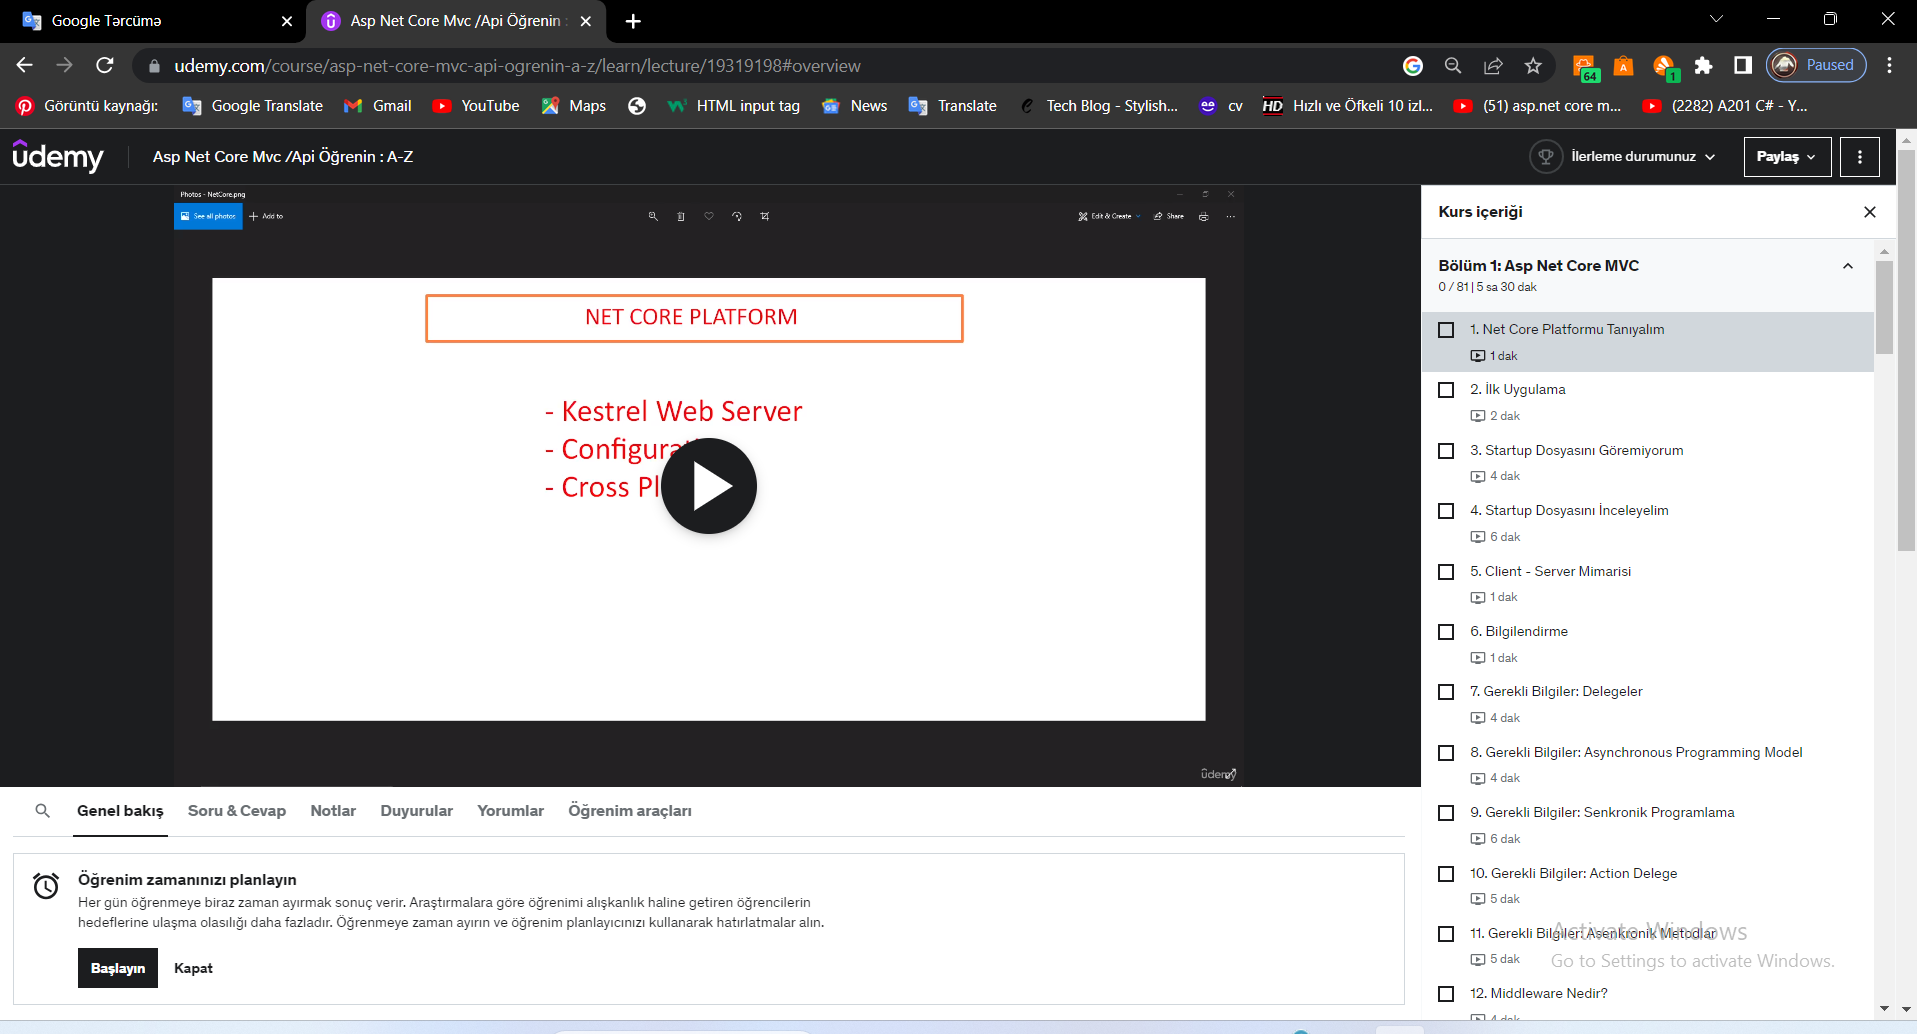 Google Tərcümə
Asp Net Core Mvc /Api Öğrenin :
udemy.com/course/asp-net-core-mvc-api-ogrenin-a-z/learn/lecture/19319198#overview
64
1
Paused
Görüntü kaynağı:
Google Translate
Gmail
YouTube
Maps
HTML input tag
News
Translate
Tech Blog - Stylish...
cv
HD Hızlı ve Öfkeli 10 izl...
(51) asp.net core m...
(2282) A201 C# - Y...
udemy
Asp Net Core Mvc /Api Öğrenin : A-Z
İlerleme durumunuz
Paylaş
Photos - NetCore.png
See all photos
Add to
Edit & Create
Share
NET CORE PLATFORM
- Kestrel Web Server
- Configurat
- Cross Pl
udemy
Genel bakış
Soru & Cevap
Notlar
Duyurular
Yorumlar
Öğrenim araçları
Öğrenim zamanınızı planlayın
Her gün öğrenmeye biraz zaman ayırmak sonuç verir. Araştırmalara göre öğrenimi alışkanlık haline getiren öğrencilerin
hedeflerine ulaşma olasılığı daha fazladır. Öğrenmeye zaman ayırın ve öğrenim planlayıcınızı kullanarak hatırlatmalar alın.
Başlayın
Kapat
Kurs içeriği
Bölüm 1: Asp Net Core MVC
0 / 81 | 5 sa 30 dak
1. Net Core Platformu Tanıyalım
1 dak
2. İlk Uygulama
2 dak
3. Startup Dosyasını Göremiyorum
4 dak
4. Startup Dosyasını İnceleyelim
6 dak
5. Client - Server Mimarisi
1 dak
6. Bilgilendirme
1 dak
7. Gerekli Bilgiler: Delegeler
4 dak
8. Gerekli Bilgiler: Asynchronous Programming Model
4 dak
9. Gerekli Bilgiler: Senkronik Programlama
6 dak
10. Gerekli Bilgiler: Action Delege
5 dak
11. Gerekli Bilgiler: Asenkronik Metodlar
5 dak
12. Middleware Nedir?
4 dak
Activate Windows
Go to Settings to activate Windows.